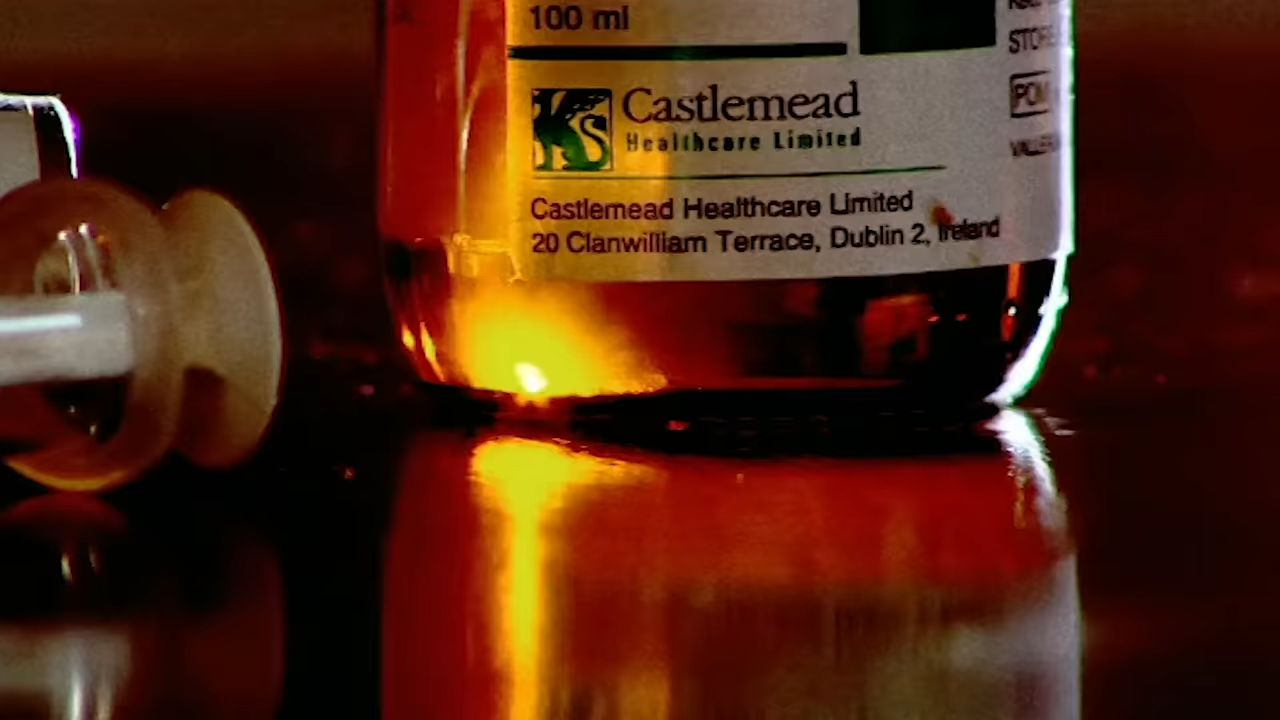 100 ml
Castlemead
Healthcare Limited
Castlemead Healthcare Limited
20 Clanwilliam Terrace, Dublin 2, Ireland
POM